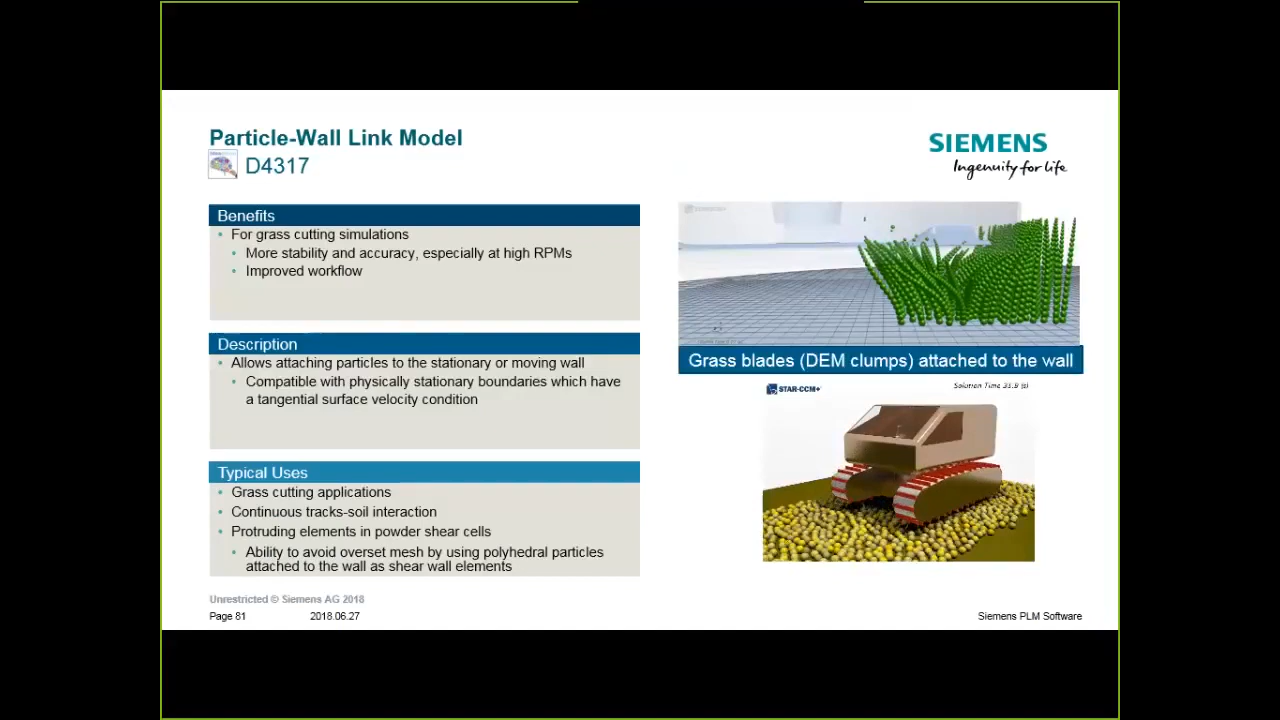 Particle-Wall Link Model
D4317
SIEMENS
Ingenuity for life
Benefits
• For grass cutting simulations
• More stability and accuracy, especially at high RPMs
• Improved workflow
Description
• Allows attaching particles to the stationary or moving wall
• Compatible with physically stationary boundaries which have
a tangential surface velocity condition
Typical Uses
• Grass cutting applications
• Continuous tracks-soil interaction
• Protruding elements in powder shear cells
• Ability to avoid overset mesh by using polyhedral particles
attached to the wall as shear wall elements
Grass blades (DEM clumps) attached to the wall
STAR-CCM+
Solution Time 33.9 (s)
Unrestricted © Siemens AG 2018
Page 81
2018.06.27
Siemens PLM Software